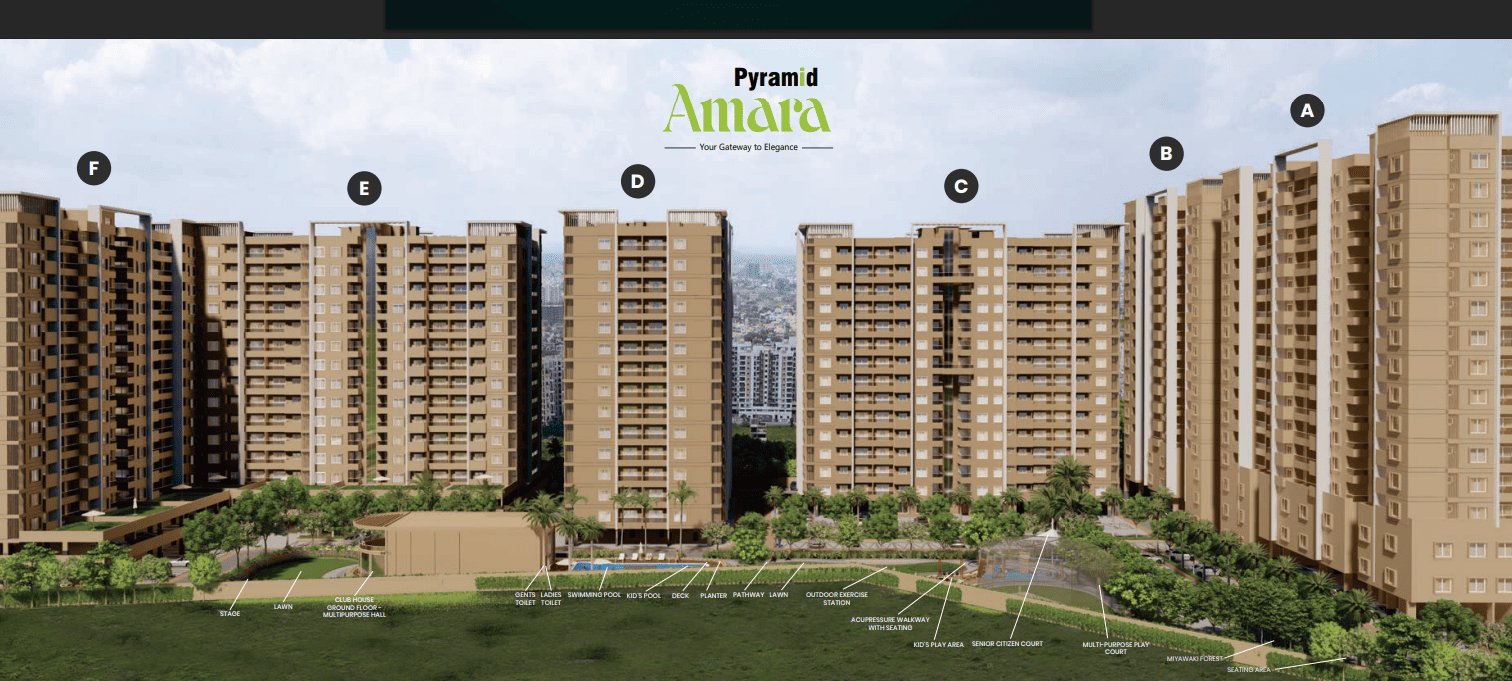 Pyramid
Amara
Your Gateway to Elegance
A
B
F
D
C
E
GENTS
TOILET
LADIES
TOILET
SWIMMING POOL
KID'S POOL
DECK
PLANTER
PATHWAY
LAWN
OUTDOOR EXERCISE
STATION
STAGE
LAWN
CLUB HOUSE
GROUND FLOOR -
MULTIPURPOSE HALL
ACUPRESSURE WALKWAY
WITH SEATING
KID'S PLAY AREA
SENIOR CITIZEN COURT
MULTI-PURPOSE PLAY
COURT
MIYAWAKI FOREST
SEATING AREA